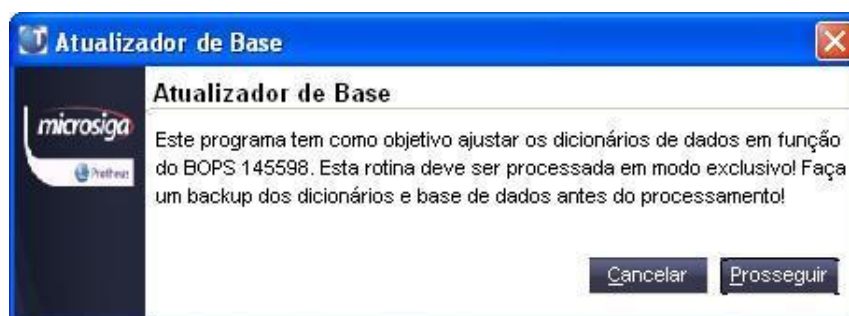 Atualizador de Base
Atualizador de Base
microsiga
Protheus
Este programa tem como objetivo ajustar os dicionários de dados em função
do BOPS 145598. Esta rotina deve ser processada em modo exclusivo! Faça
um backup dos dicionários e base de dados antes do processamento!
Cancelar Prosseguir